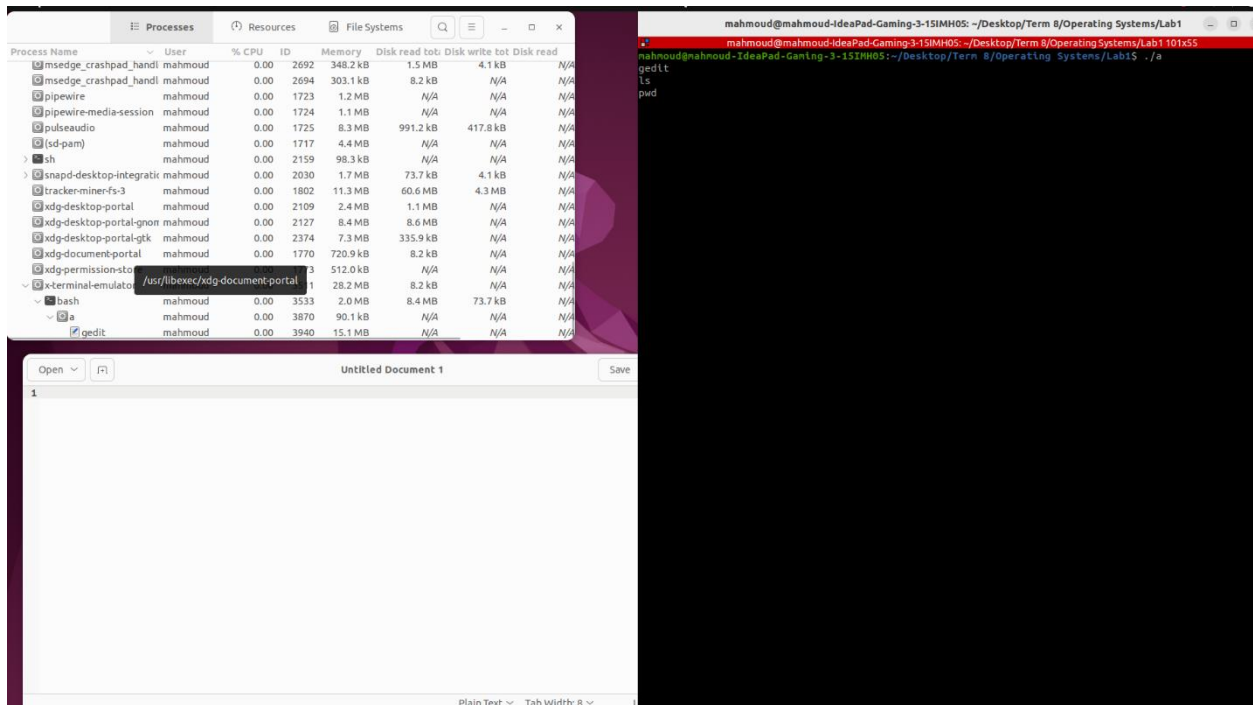 Processes Resources File Systems
Process Name User % CPU ID Memory Disk read tota Disk write tot Disk read
msedge_crashpad_handl mahmoud 0.00 2692 348.2 kB 1.5 MB 4.1 kB N/A
msedge_crashpad_handl mahmoud 0.00 2694 303.1 kB 8.2 kB N/A N/A
pipewire mahmoud 0.00 1723 1.2 MB N/A N/A N/A
pipewire-media-session mahmoud 0.00 1724 1.1 MB N/A N/A N/A
pulseaudio mahmoud 0.00 1725 8.3 MB 991.2 kB 417.8 kB N/A
(sd-pam) mahmoud 0.00 1717 4.4 MB N/A N/A N/A
sh mahmoud 0.00 2159 98.3 kB N/A N/A N/A
snapd-desktop-integratic mahmoud 0.00 2030 1.7 MB 73.7 kB 4.1 kB N/A
tracker-miner-fs-3 mahmoud 0.00 1802 11.3 MB 60.6 MB 4.3 MB N/A
xdg-desktop-portal mahmoud 0.00 2109 2.4 MB 1.1 MB N/A N/A
xdg-desktop-portal-gnom mahmoud 0.00 2127 8.4 MB 8.6 MB N/A N/A
xdg-desktop-portal-gtk mahmoud 0.00 2374 7.3 MB 335.9 kB N/A N/A
xdg-document-portal mahmoud 0.00 1770 720.9 kB 8.2 kB N/A N/A
xdg-permission-store 512.0 kB N/A N/A N/A
/usr/libexec/xdg-document-portal
x-terminal-emulator 28.2 MB 8.2 kB N/A N/A
bash mahmoud 0.00 3533 2.0 MB 8.4 MB 73.7 kB N/A
a mahmoud 0.00 3870 90.1 kB N/A N/A N/A
gedit mahmoud 0.00 3940 15.1 MB N/A N/A N/A
Open Untitled Document 1 Save
1
Plain Text Tab Width: 8
mahmoud@mahmoud-IdeaPad-Gaming-3-15IMH05: ~/Desktop/Term 8/Operating Systems/Lab1
mahmoud@mahmoud-IdeaPad-Gaming-3-15IMH05: ~/Desktop/Term 8/Operating Systems/Lab1 101x55
mahmoud@mahmoud-IdeaPad-Gaming-3-15IMH05:~/Desktop/Term 8/Operating Systems/Lab1$ ./a
gedit
ls
pwd